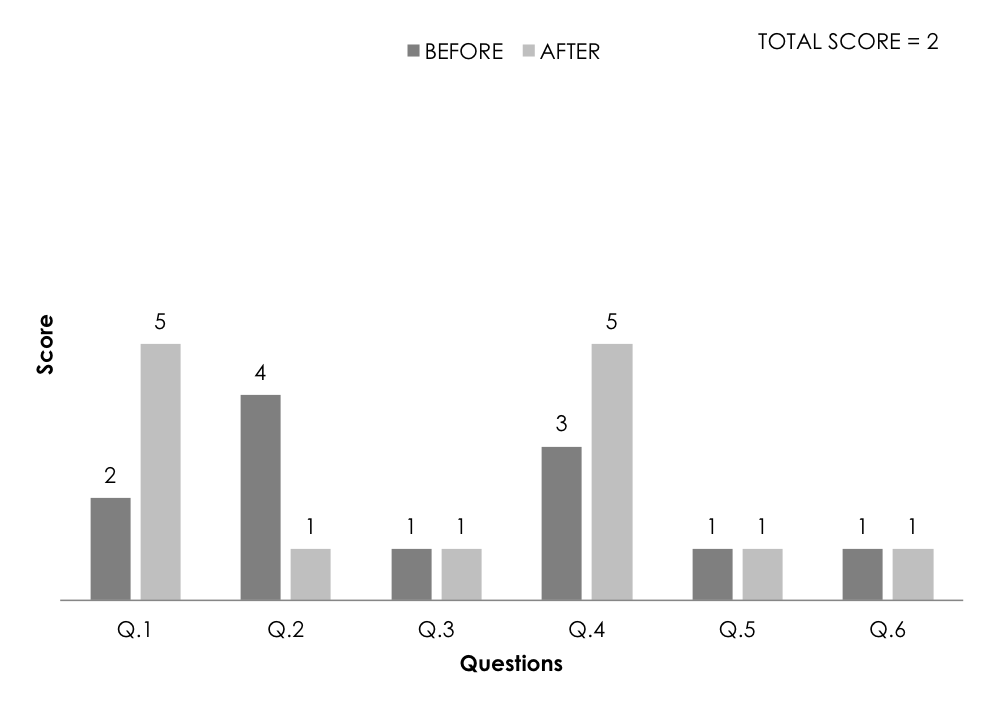 BEFORE AFTER
TOTAL SCORE = 2
Score
5
5
4
3
2
1
1 1
1 1
1 1
Q.1 Q.2 Q.3 Q.4 Q.5 Q.6
Questions